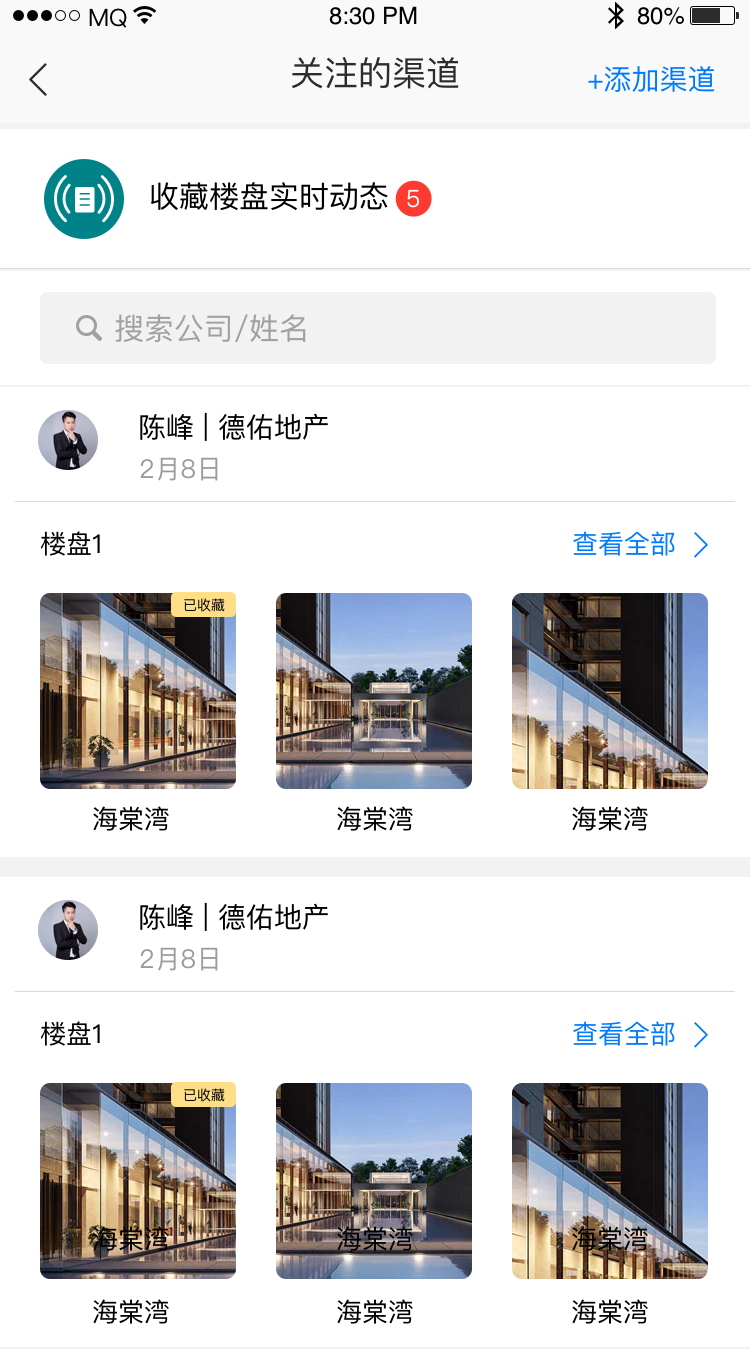 MQ 8:30 PM 80%
关注的渠道 +添加渠道
收藏楼盘实时动态 5
搜索公司/姓名
陈峰 | 德佑地产
2月8日
楼盘1 查看全部
已收藏
海棠湾 海棠湾 海棠湾
陈峰 | 德佑地产
2月8日
楼盘1 查看全部
已收藏
海棠湾 海棠湾 海棠湾
海棠湾 海棠湾 海棠湾